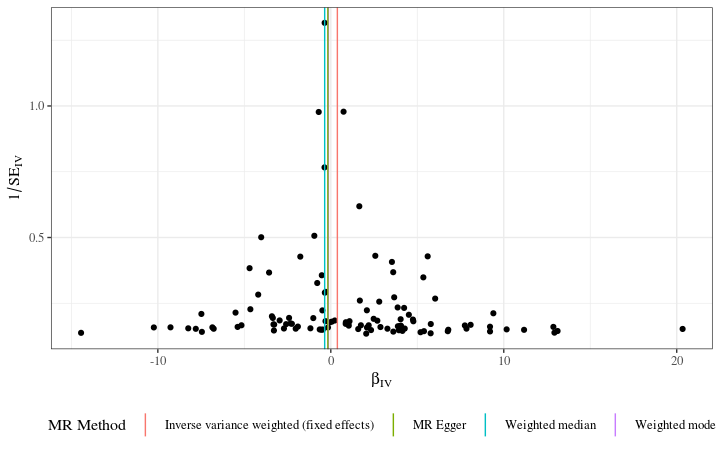 1.0
0.5
1/SE_IV
-10 0 10 20
β_IV
MR Method Inverse variance weighted (fixed effects) MR Egger Weighted median Weighted mode